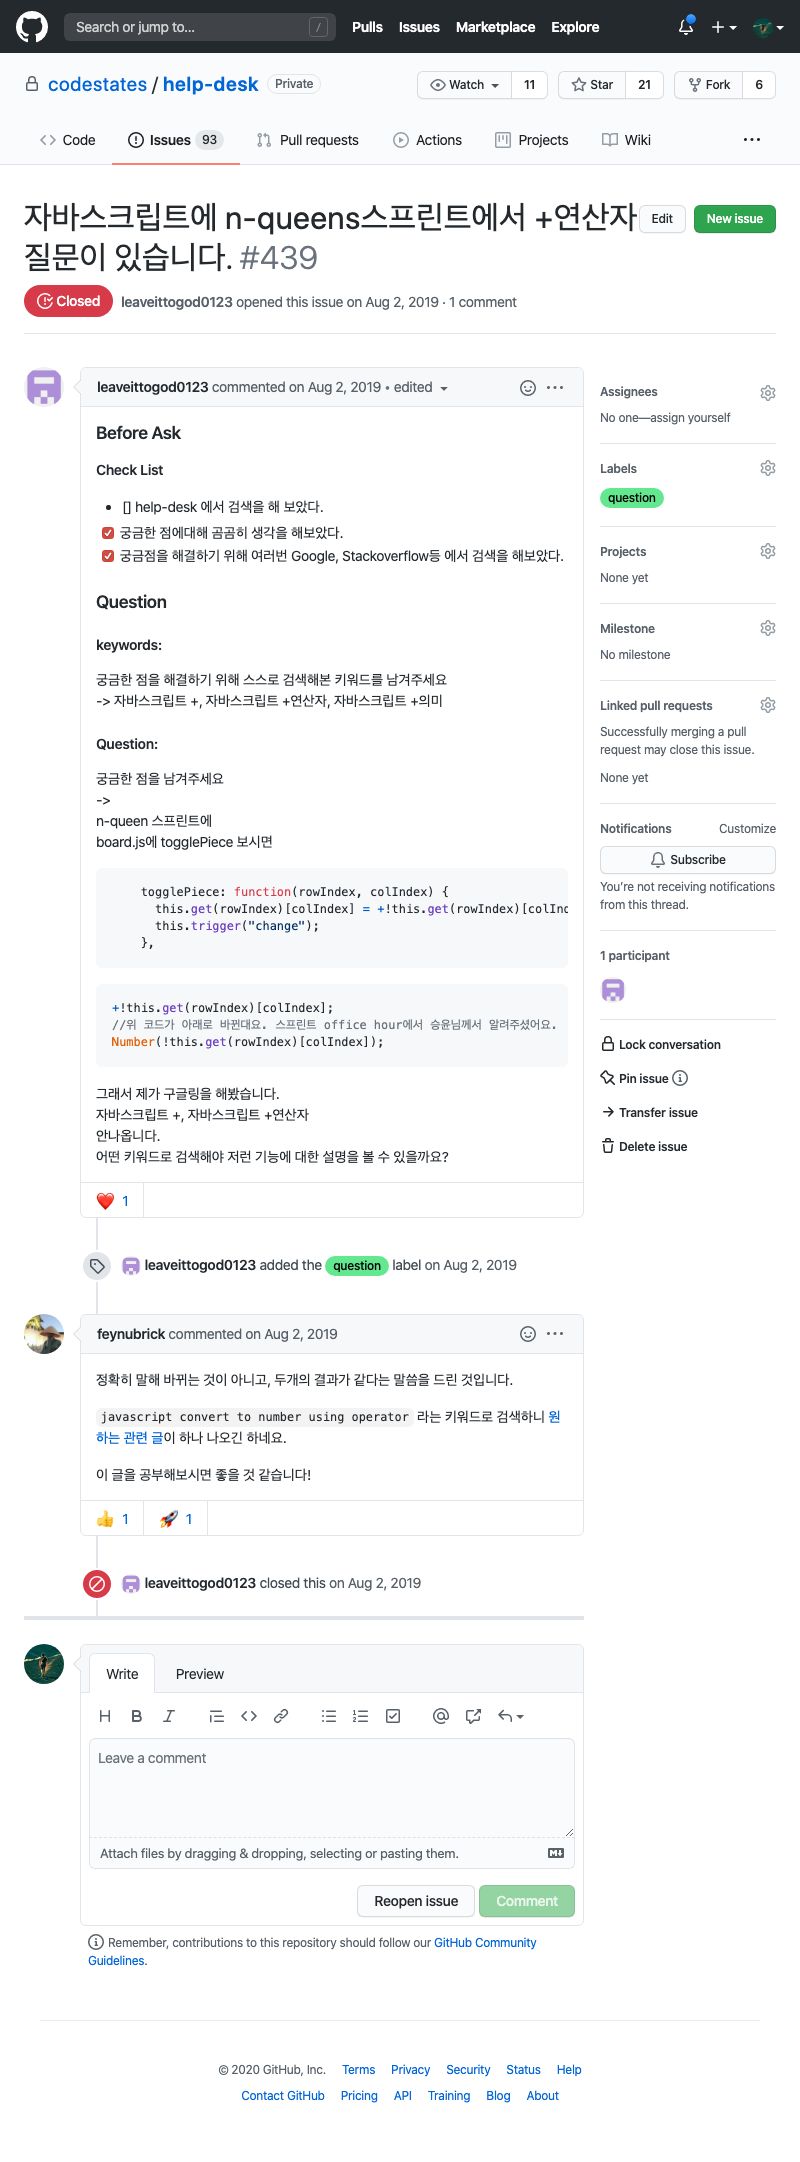 Search or jump to... /
Pulls Issues Marketplace Explore
codestates / help-desk Private
Watch 11 Star 21 Fork 6
Code Issues 93 Pull requests Actions Projects Wiki ...
자바스크립트에 n-queens스프린트에서 +연산자
질문이 있습니다. #439
Edit New issue
Closed leaveittogod0123 opened this issue on Aug 2, 2019 · 1 comment
leaveittogod0123 commented on Aug 2, 2019 • edited
Before Ask
Check List
• [] help-desk 에서 검색을 해 보았다.
궁금한 점에대해 곰곰히 생각을 해보았다.
궁금점을 해결하기 위해 여러번 Google, Stackoverflow등 에서 검색을 해보았다.
Question
keywords:
궁금한 점을 해결하기 위해 스스로 검색해본 키워드를 남겨주세요
-> 자바스크립트 +, 자바스크립트 +연산자, 자바스크립트 +의미
Question:
궁금한 점을 남겨주세요
->
n-queen 스프린트에
board.js에 togglePiece 보시면
togglePiece: function(rowIndex, colIndex) {
this.get(rowIndex)[colIndex] = +!this.get(rowIndex)[colInd
this.trigger("change");
},
+!this.get(rowIndex)[colIndex];
//위 코드가 아래로 바뀐대요. 스프린트 office hour에서 승윤님께서 알려주셨어요.
Number(!this.get(rowIndex)[colIndex]);
그래서 제가 구글링을 해봤습니다.
자바스크립트 +, 자바스크립트 +연산자
안나옵니다.
어떤 키워드로 검색해야 저런 기능에 대한 설명을 볼 수 있을까요?
❤️ 1
leaveittogod0123 added the question label on Aug 2, 2019
feynubrick commented on Aug 2, 2019
정확히 말해 바뀌는 것이 아니고, 두개의 결과가 같다는 말씀을 드린 것입니다.
javascript convert to number using operator 라는 키워드로 검색하니 원
하는 관련 글이 하나 나오긴 하네요.
이 글을 공부해보시면 좋을 것 같습니다!
👍 1 🚀 1
leaveittogod0123 closed this on Aug 2, 2019
Write Preview
H B I
Leave a comment
Attach files by dragging & dropping, selecting or pasting them.
Reopen issue Comment
Remember, contributions to this repository should follow our GitHub Community
Guidelines.
Assignees
No one—assign yourself
Labels
question
Projects
None yet
Milestone
No milestone
Linked pull requests
Successfully merging a pull
request may close this issue.
None yet
Notifications Customize
Subscribe
You're not receiving notifications
from this thread.
1 participant
Lock conversation
Pin issue
Transfer issue
Delete issue
© 2020 GitHub, Inc. Terms Privacy Security Status Help
Contact GitHub Pricing API Training Blog About